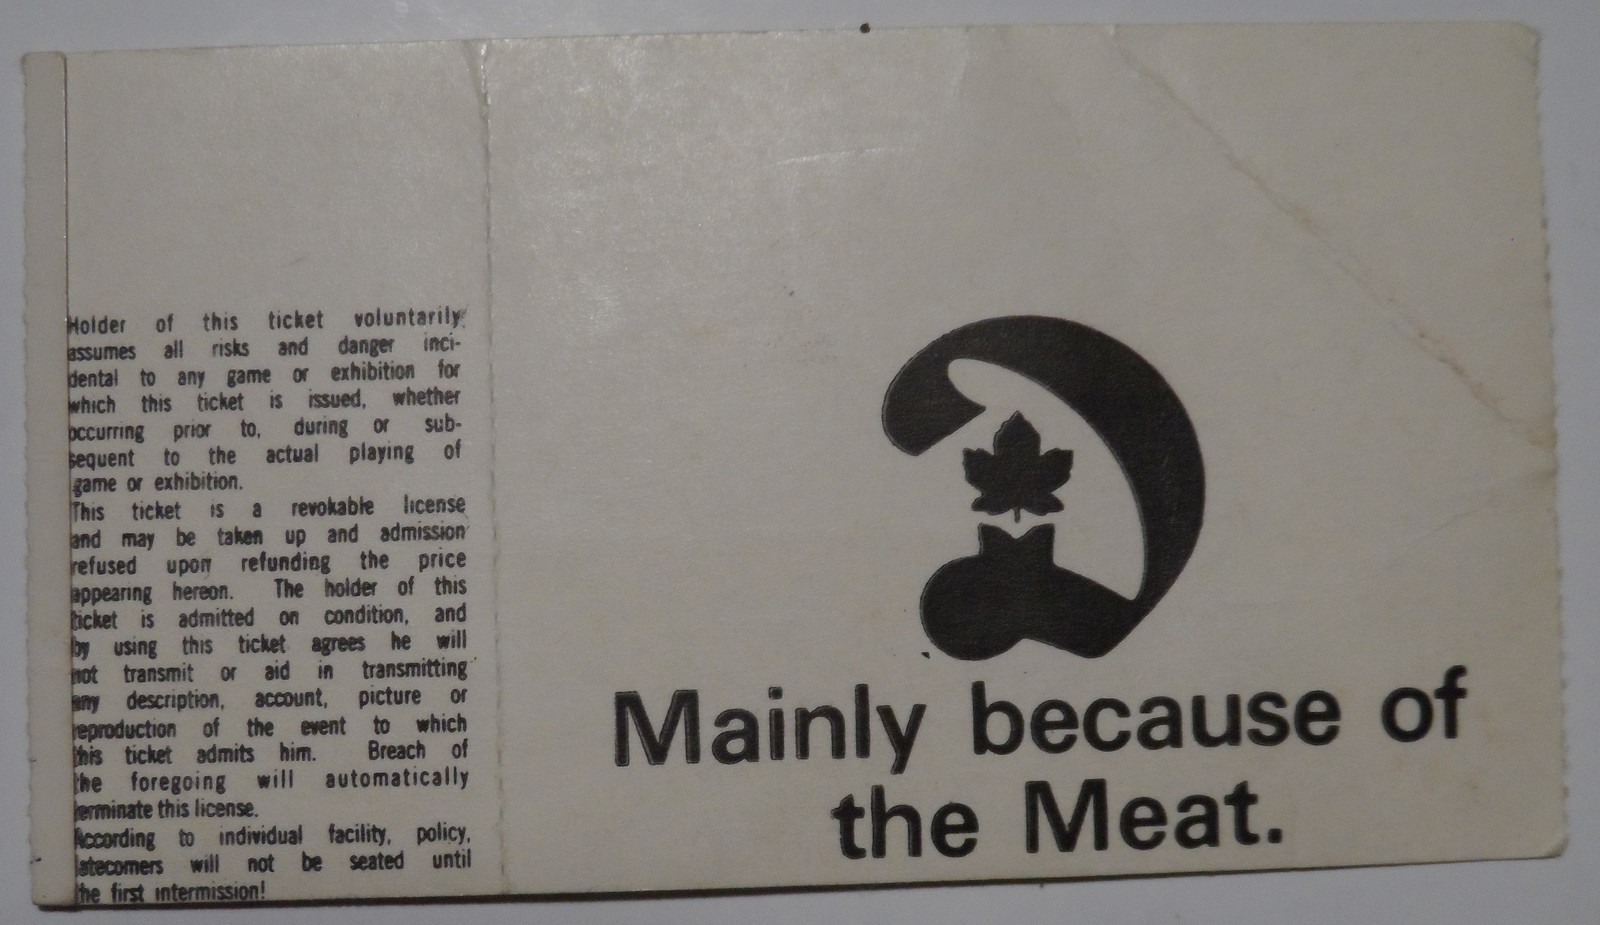 Holder of this ticket voluntarily
assumes all risks and danger inci-
dental to any game or exhibition for
which this ticket is issued, whether
occurring prior to, during or sub-
sequent to the actual playing of
game or exhibition.
This ticket is a revokable license
and may be taken up and admission
refused upon refunding the price
appearing hereon. The holder of this
ticket is admitted on condition, and
by using this ticket agrees he will
not transmit or aid in transmitting
any description, account, picture or
reproduction of the event to which
this ticket admits him. Breach of
the foregoing will automatically
terminate this license.
According to individual facility, policy,
latecomers will not be seated until
the first intermission!
Mainly because of
the Meat.